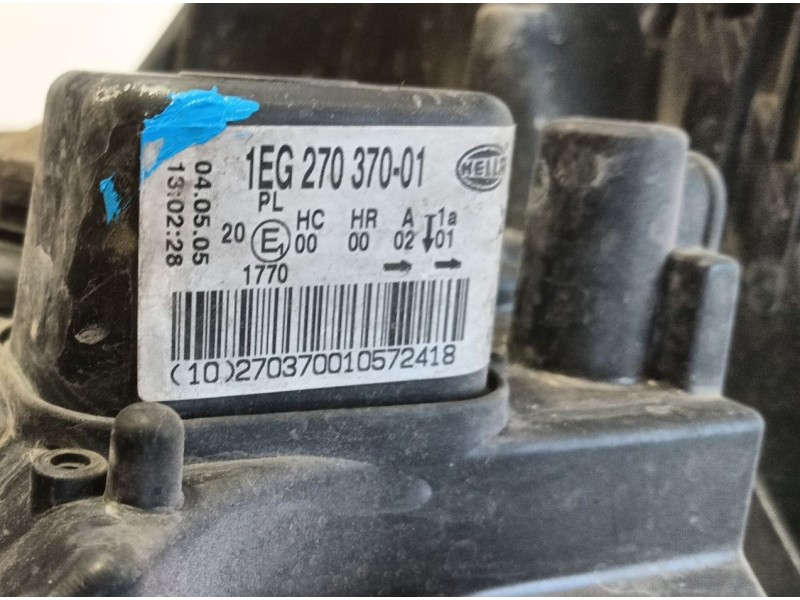 1EG 270 370-01
HELLA
04.05.05
13:02:28
PL
HC HR A 1a
20 E1 00 00 02 01
1770
(10)270370010572418